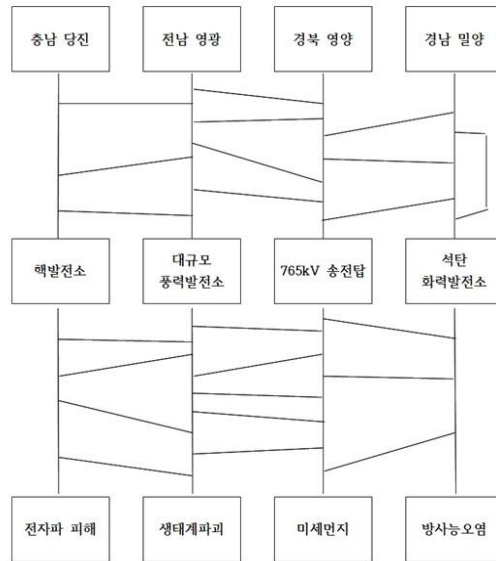 충남 당진
전남 영광
경북 영양
경남 밀양
핵발전소
대규모
풍력발전소
765kV 송전탑
석탄
화력발전소
전자파 피해
생태계파괴
미세먼지
방사능오염